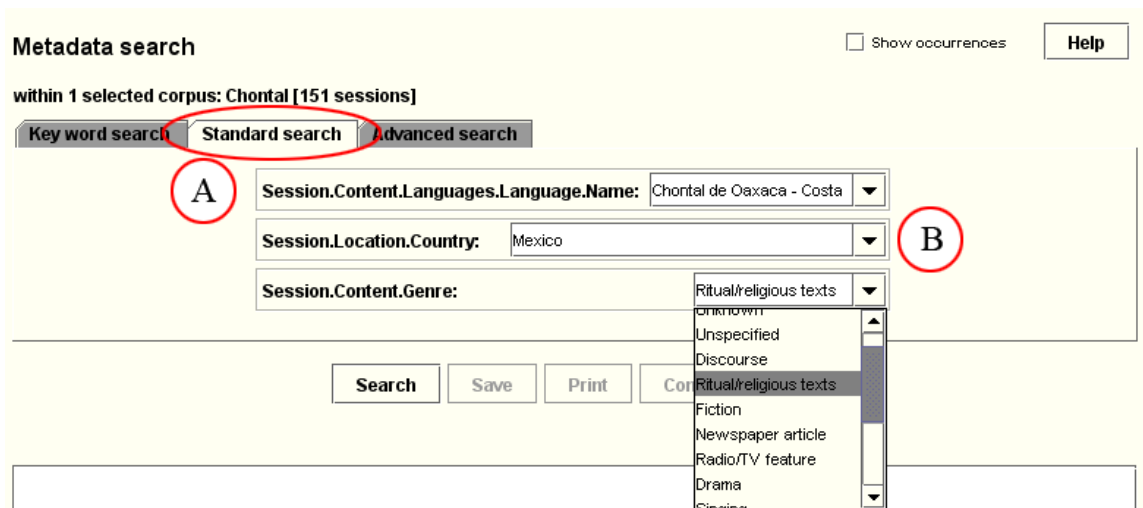 Metadata search
Show occurrences
Help
within 1 selected corpus: Chontal [151 sessions]
Key word search Standard search Advanced search
A
Session.Content.Languages.Language.Name: Chontal de Oaxaca - Costa
Session.Location.Country: Mexico
B
Session.Content.Genre: Ritual/religious texts
Unknown
Unspecified
Discourse
Search Save Print
Ritual/religious texts
Fiction
Newspaper article
Radio/TV feature
Drama
Singing